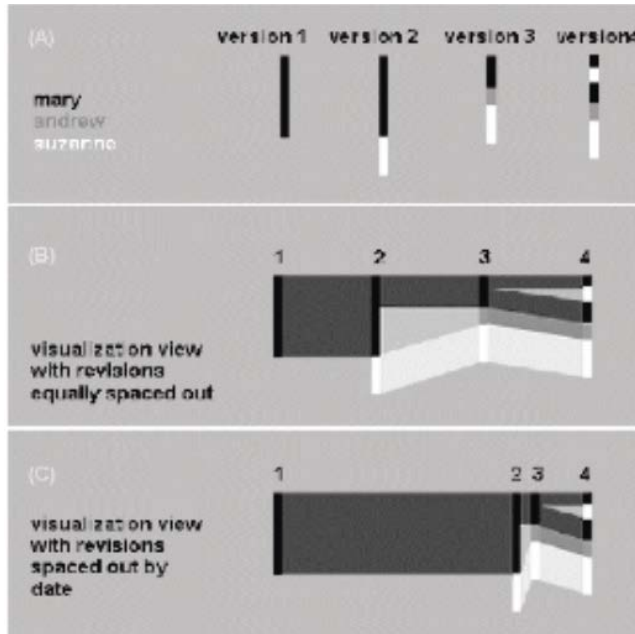 (A)
version 1 version 2 version 3 version4
mary
andrew
suzanne
(B)
1 2 3 4
visualization view
with revisions
equally spaced out
(C)
1 2 3 4
visualization view
with revisions
spaced out by
date